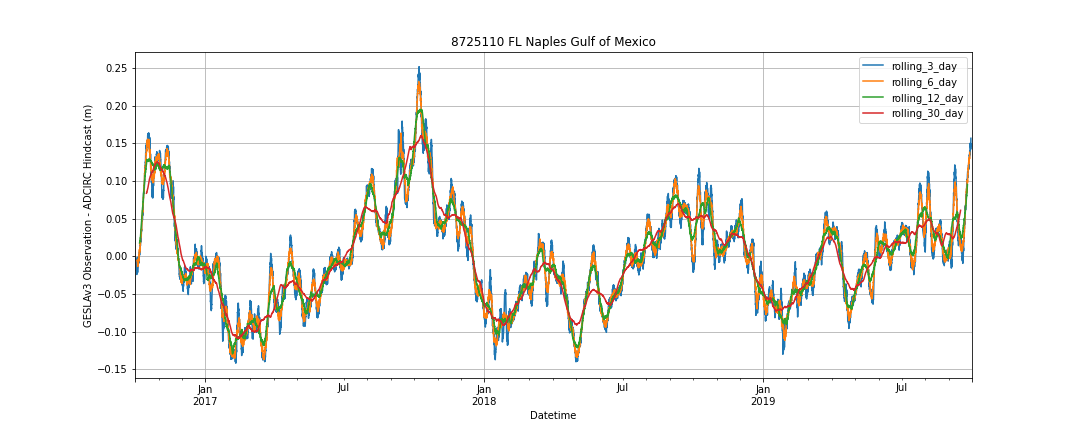 8725110 FL Naples Gulf of Mexico
rolling_3_day
rolling_6_day
rolling_12_day
rolling_30_day
GESLAv3 Observation - ADCIRC Hindcast (m)
0.25
0.20
0.15
0.10
0.05
0.00
−0.05
−0.10
−0.15
Jan Jul Jan Jul Jan Jul
2017 2018 2019
Datetime